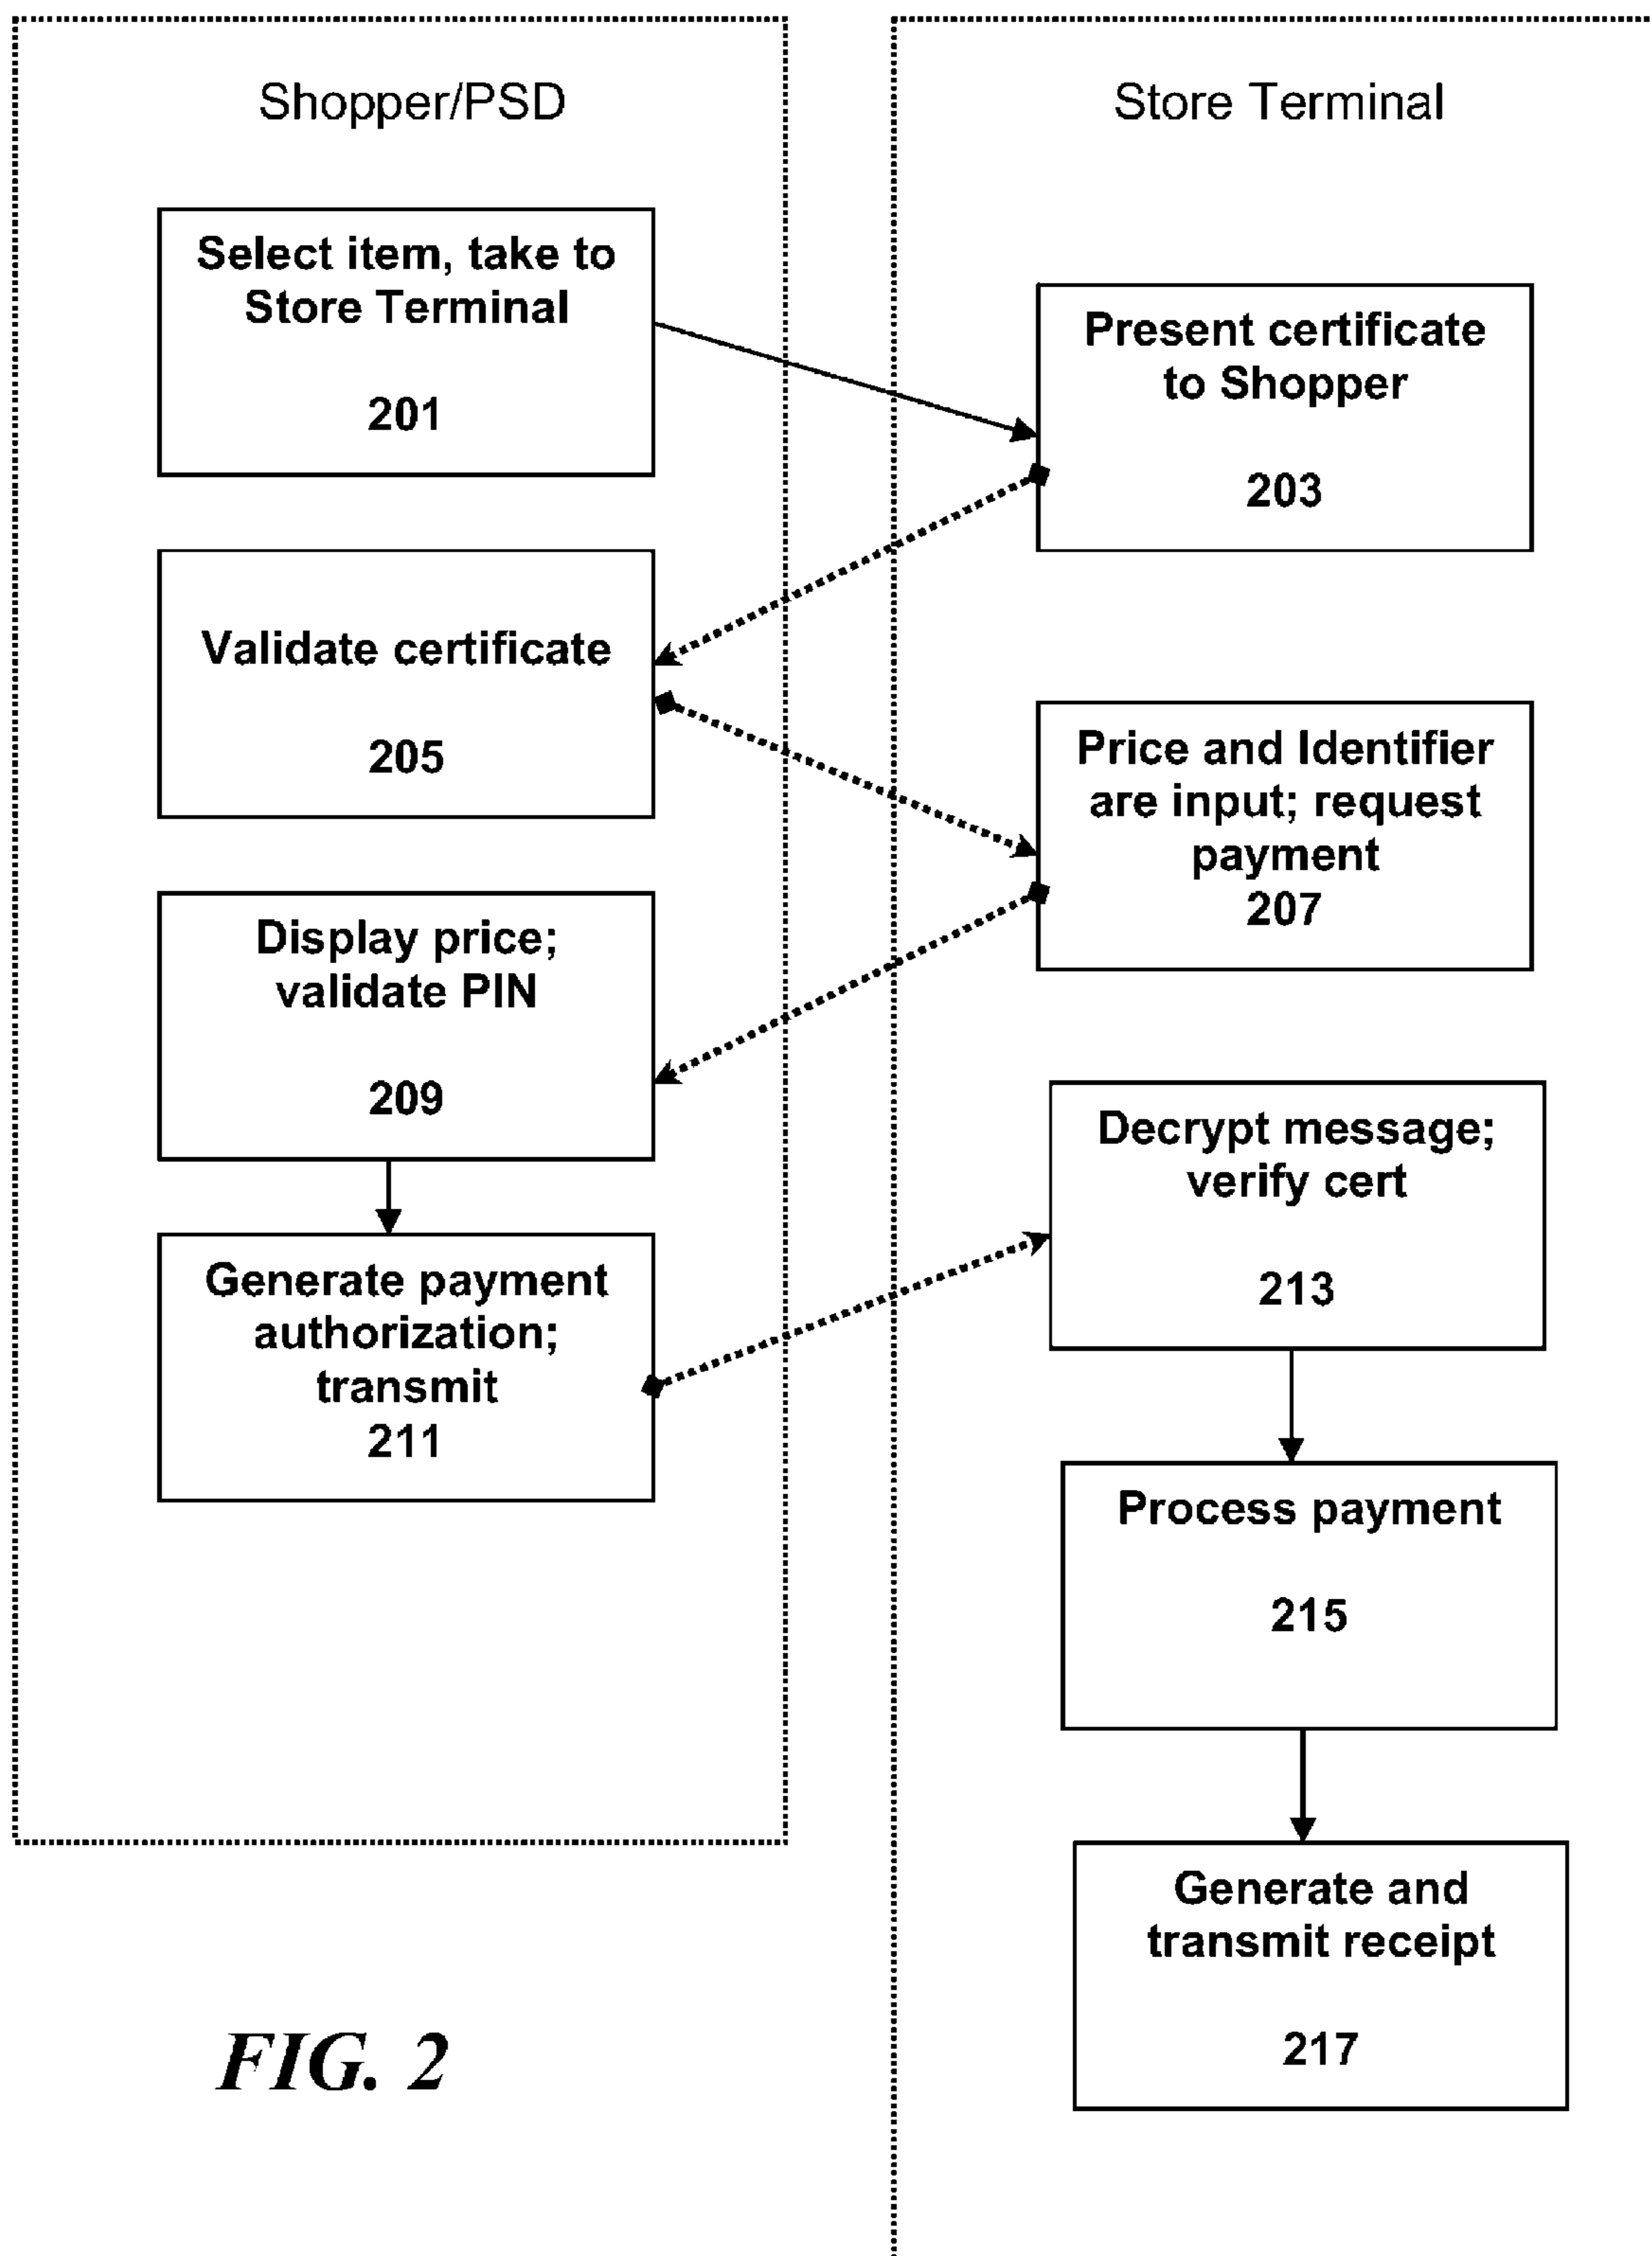 Shopper/PSD
Store Terminal
Select item, take to
Store Terminal
201
Present certificate
to Shopper
203
Validate certificate
205
Price and Identifier
are input; request
payment
207
Display price;
validate PIN
209
Decrypt message;
verify cert
213
Generate payment
authorization;
transmit
211
Process payment
215
Generate and
transmit receipt
217
FIG. 2